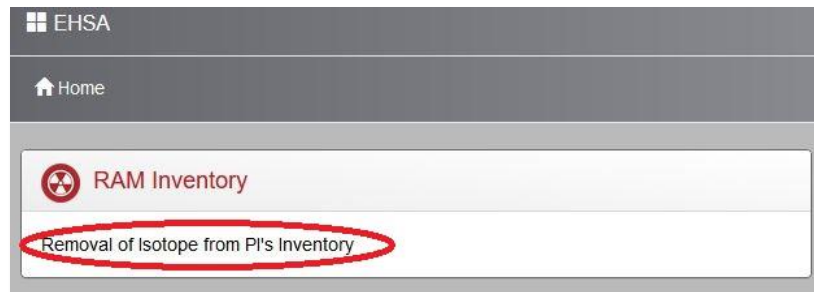 EHSA
Home
RAM Inventory
Removal of Isotope from PI's Inventory